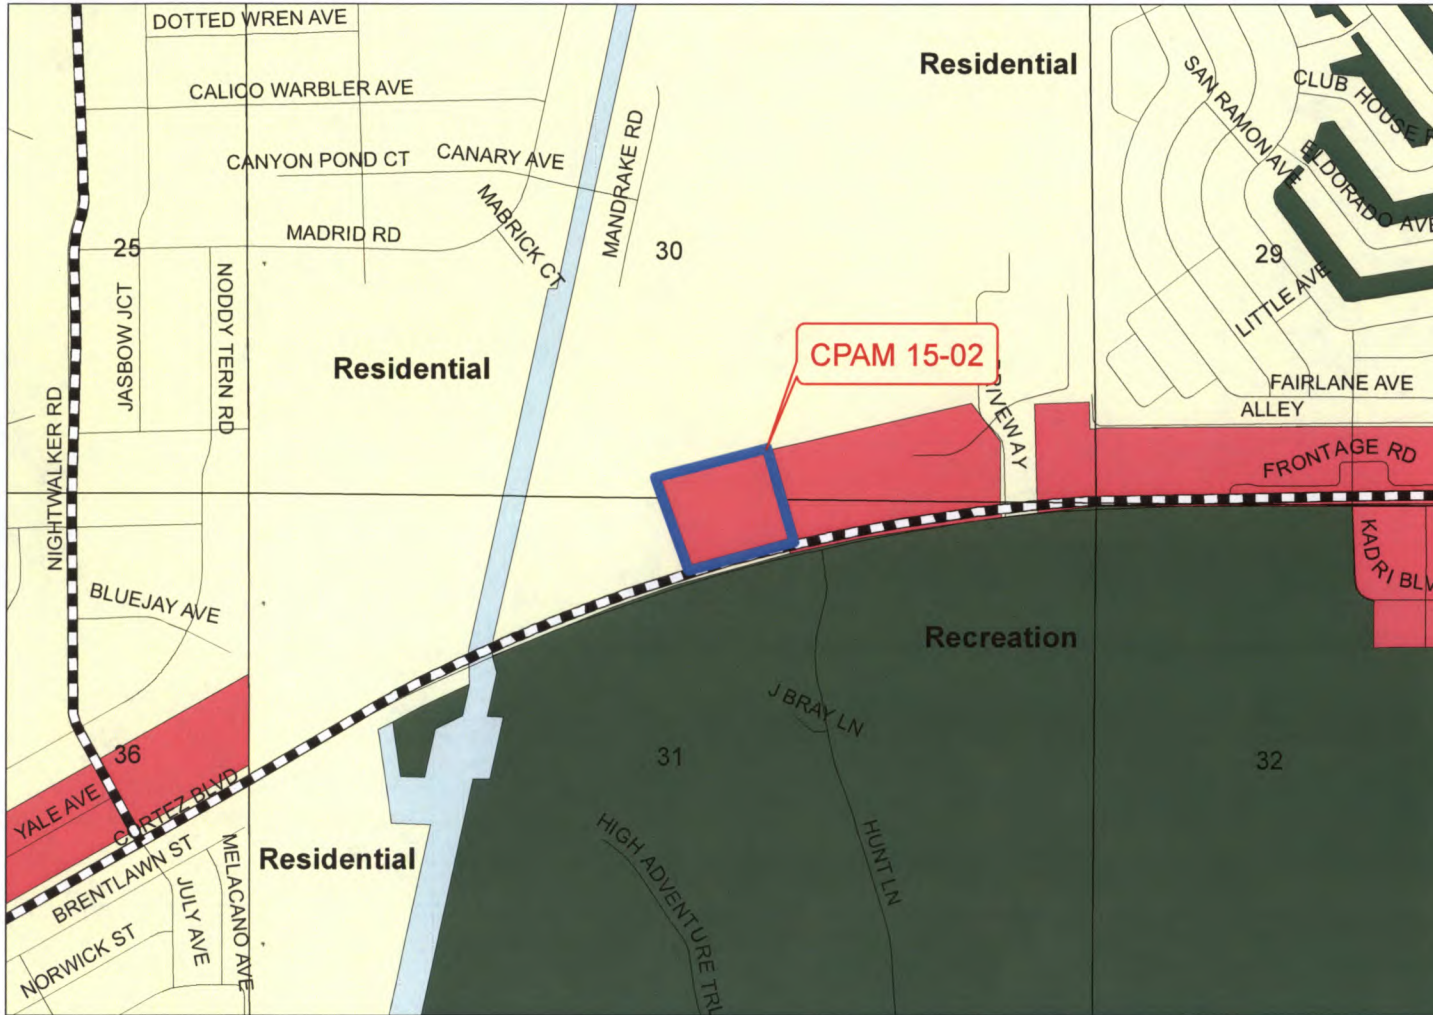 DOTTED WREN AVE
Residential
SAN RAMON AVE
CLUB HOUSE
CALICO WARBLER AVE
MANDRAKE RD
CANYON POND CT
CANARY AVE
ELDORADO AVE
MABRICK CT
MADRID RD
25
30
29
NODDY TERN RD
JASBOW JCT
LITTLE AVE
CPAM 15-02
Residential
RIVEWAY
FAIRLANE AVE
ALLEY
NIGHTWALKER RD
FRONTAGE RD
KADRI BLV
BLUEJAY AVE
Recreation
J BRAY LN
36
31
32
YALE AVE
CORTEZ BLVD
HIGH ADVENTURE TRL
HUNT LN
BRENTLAWN ST
MELACANO AVE
Residential
JULY AVE
NORWICK ST